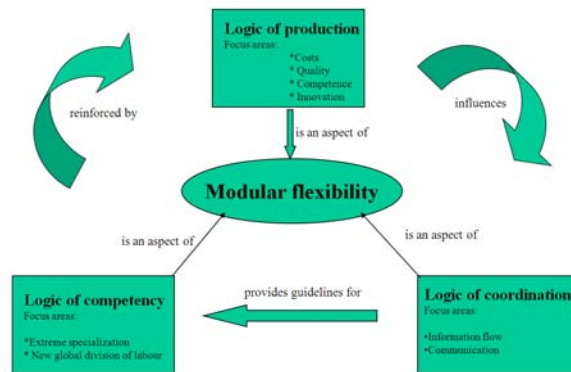 Logic of production
Focus areas:
*Costs
* Quality
* Competence
* Innovation
reinforced by
influences
is an aspect of
Modular flexibility
is an aspect of
is an aspect of
Logic of competency
Focus areas:
*Extreme specialization
* New global division of labour
provides guidelines for
Logic of coordination
Focus areas:
•Information flow
•Communication